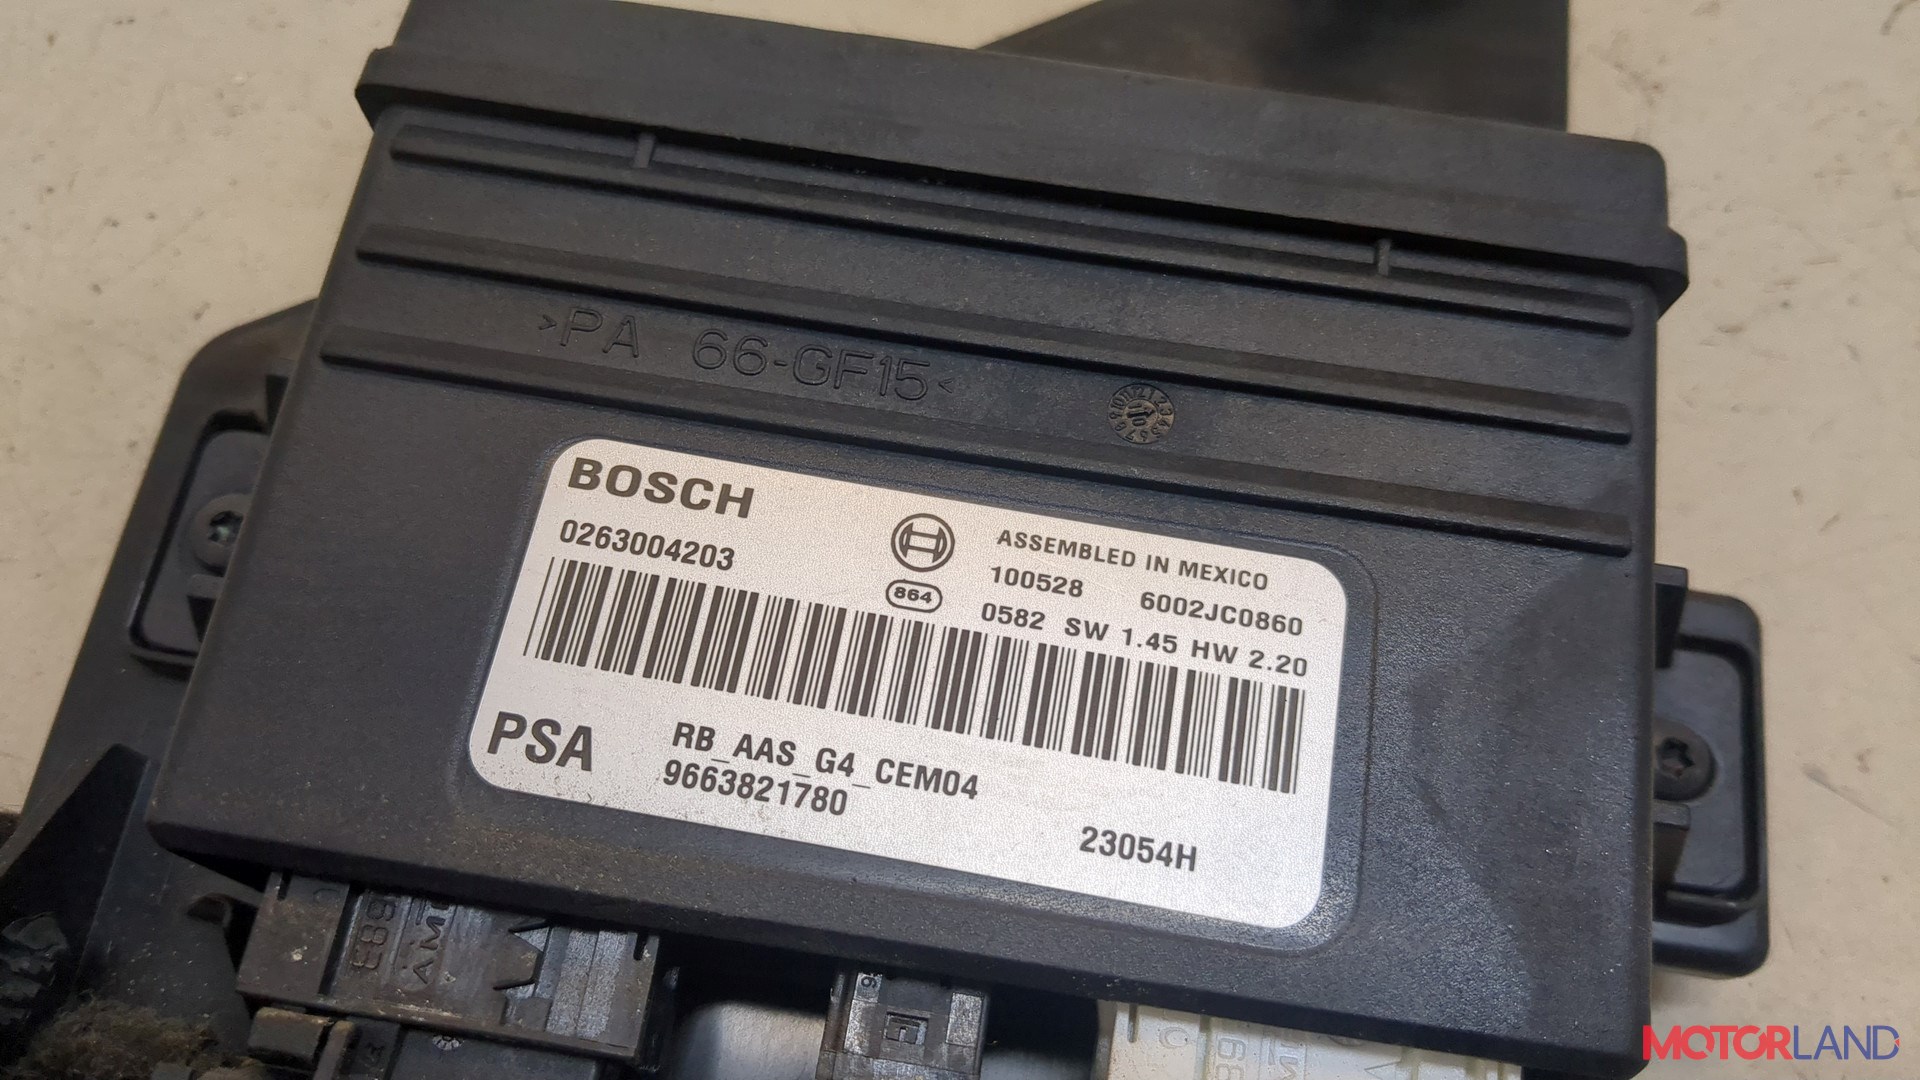 >PA 66-GF15<
BOSCH
0263004203
864
ASSEMBLED IN MEXICO
100528 6002JC0860
0582 SW 1.45 HW 2.20
PSA
RB_AAS_G4_CEM04
9663821780
23054H
MOTORLAND